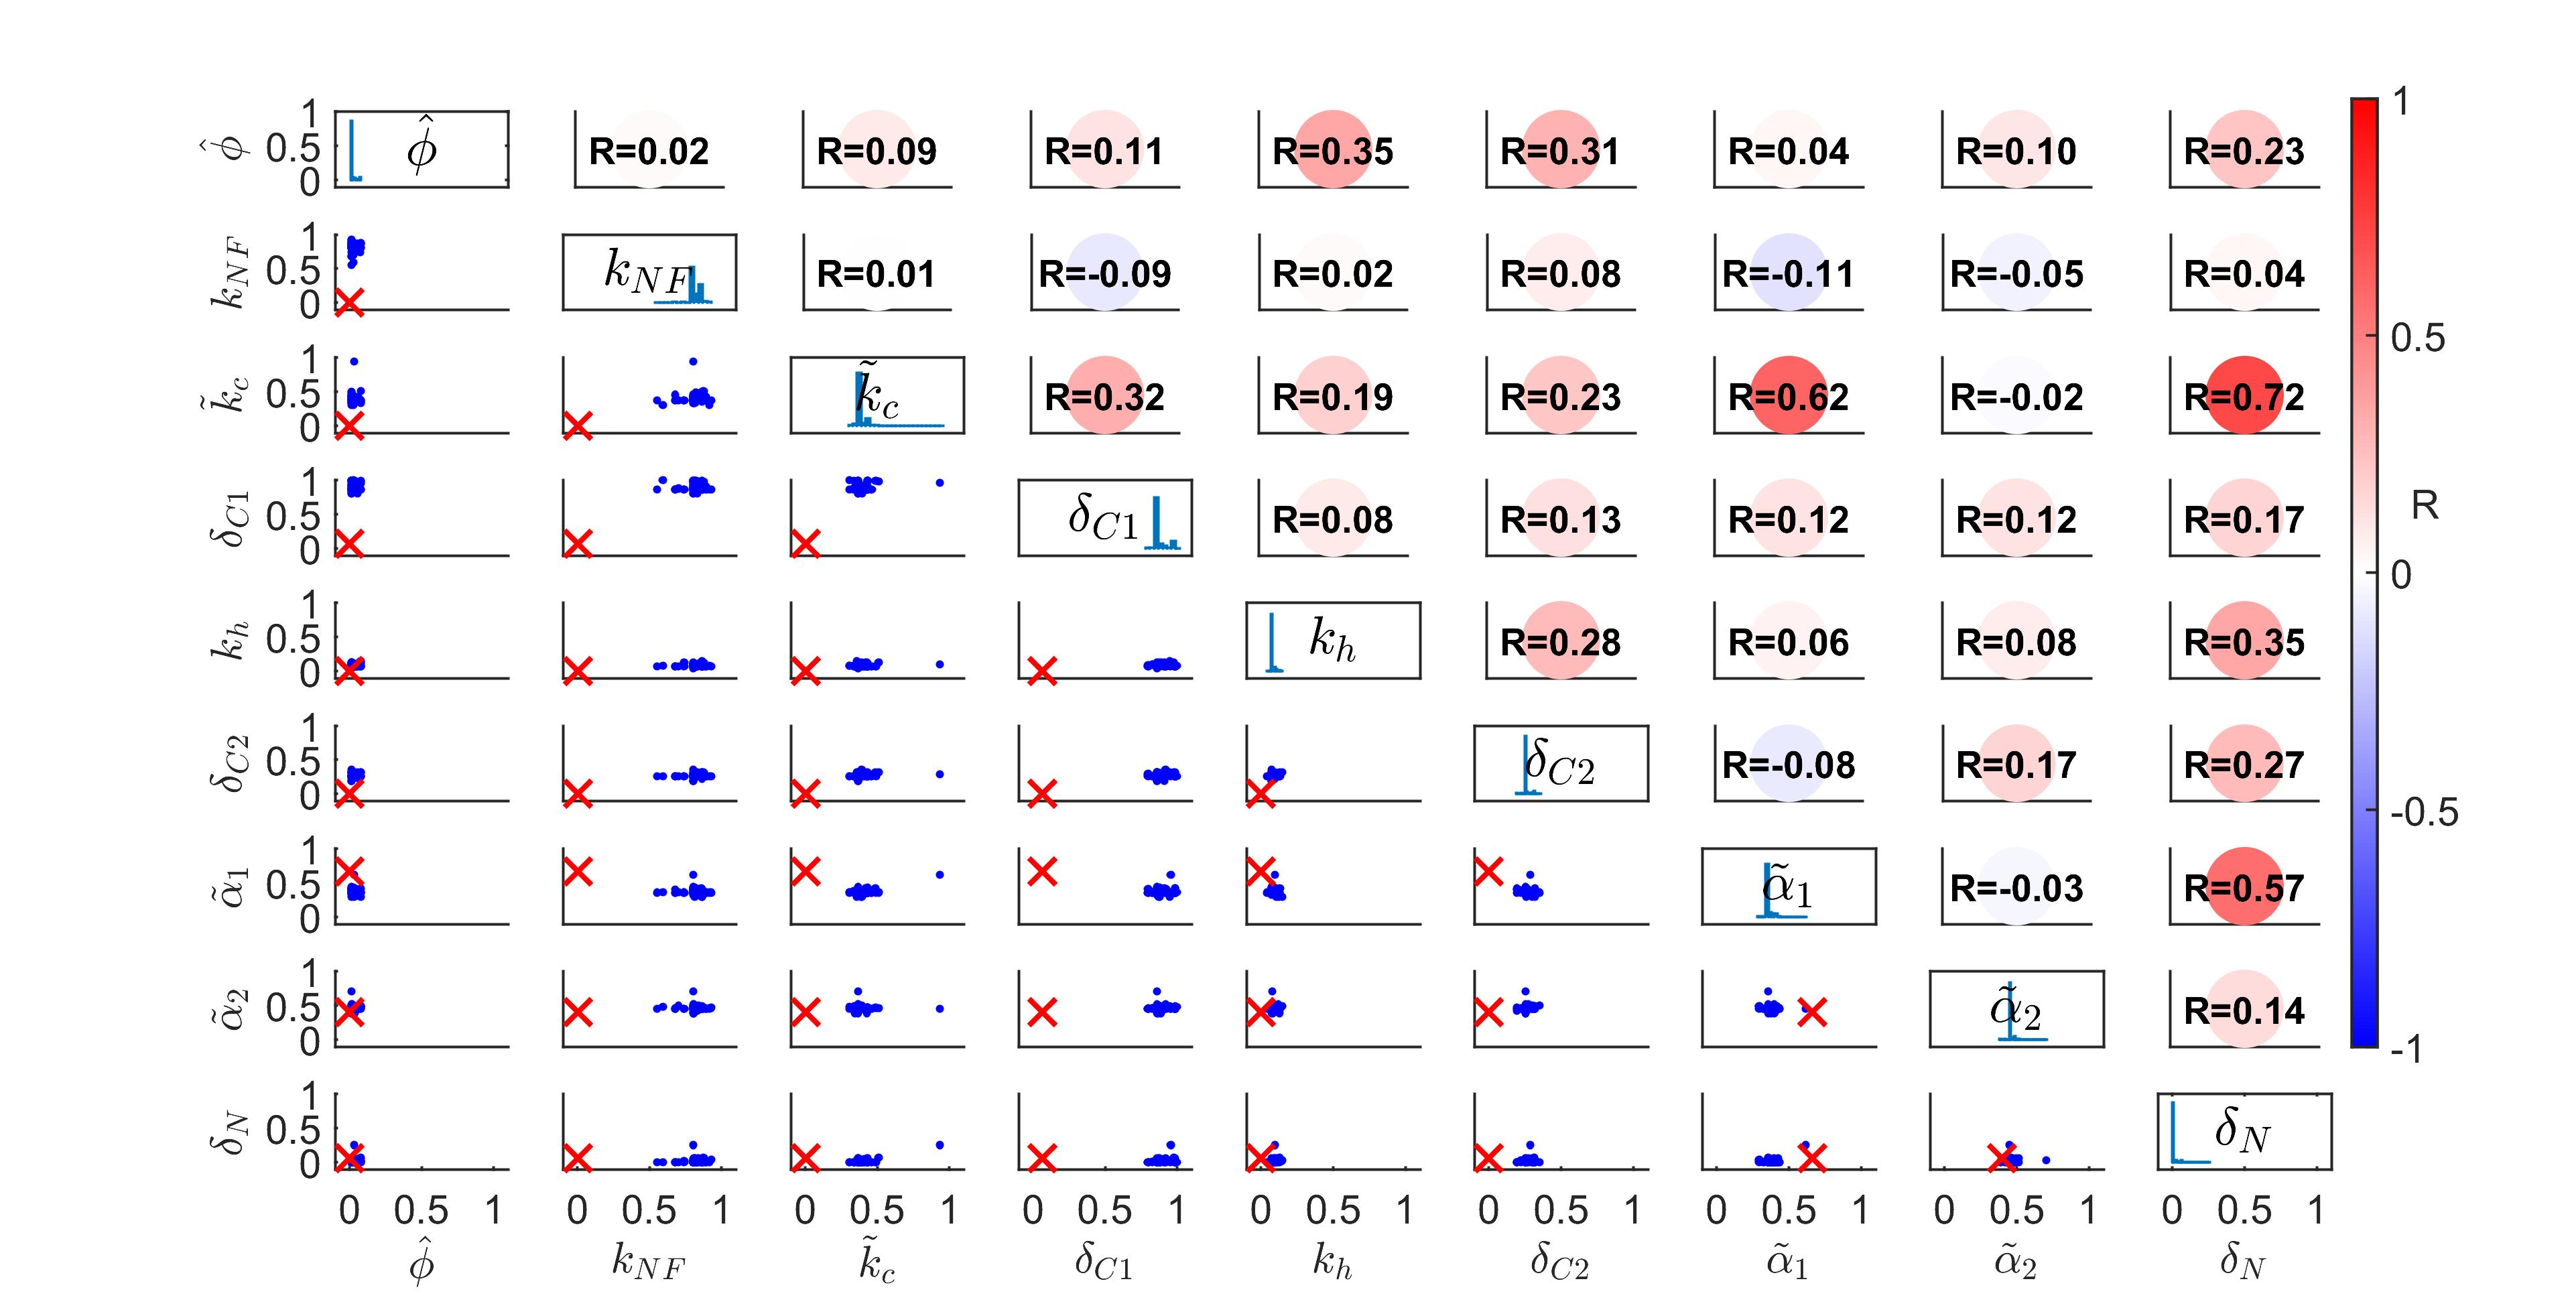 1
0.5
0
φ̂
φ̂
R=0.02
R=0.09
R=0.11
R=0.35
R=0.31
R=0.04
R=0.10
R=0.23
1
1
0.5
0
k_NF
k_NF
R=0.01
R=-0.09
R=0.02
R=0.08
R=-0.11
R=-0.05
R=0.04
0.5
1
0.5
0
k̃_c
k̃_c
R=0.32
R=0.19
R=0.23
R=0.62
R=-0.02
R=0.72
1
0.5
0
δ_C1
δ_C1
R=0.08
R=0.13
R=0.12
R=0.12
R=0.17
R
0
1
0.5
0
k_h
k_h
R=0.28
R=0.06
R=0.08
R=0.35
1
0.5
0
δ_C2
δ_C2
R=-0.08
R=0.17
R=0.27
-0.5
1
0.5
0
α̃_1
α̃_1
R=-0.03
R=0.57
1
0.5
0
α̃_2
α̃_2
R=0.14
-1
1
0.5
0
δ_N
δ_N
0 0.5 1 0 0.5 1 0 0.5 1 0 0.5 1 0 0.5 1 0 0.5 1 0 0.5 1 0 0.5 1 0 0.5 1
φ̂ k_NF k̃_c δ_C1 k_h δ_C2 α̃_1 α̃_2 δ_N